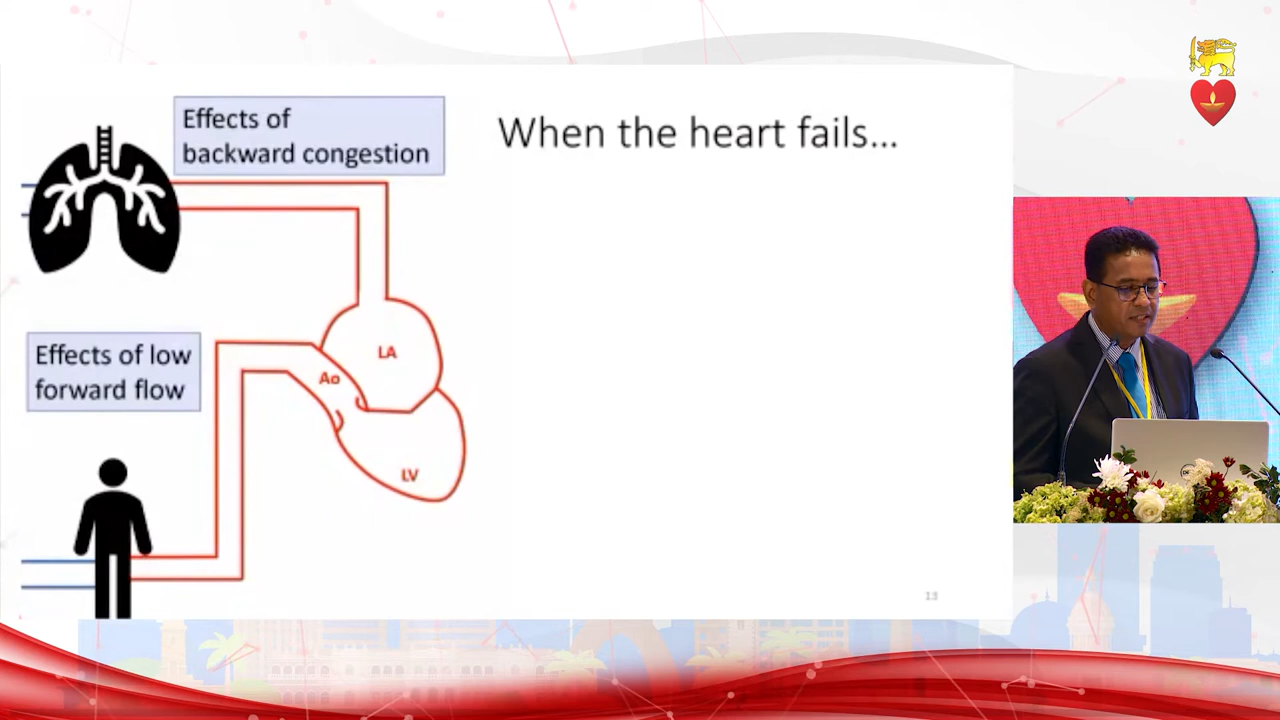 Effects of
backward congestion
When the heart fails...
LA
Effects of low
forward flow
Ao
LV
13